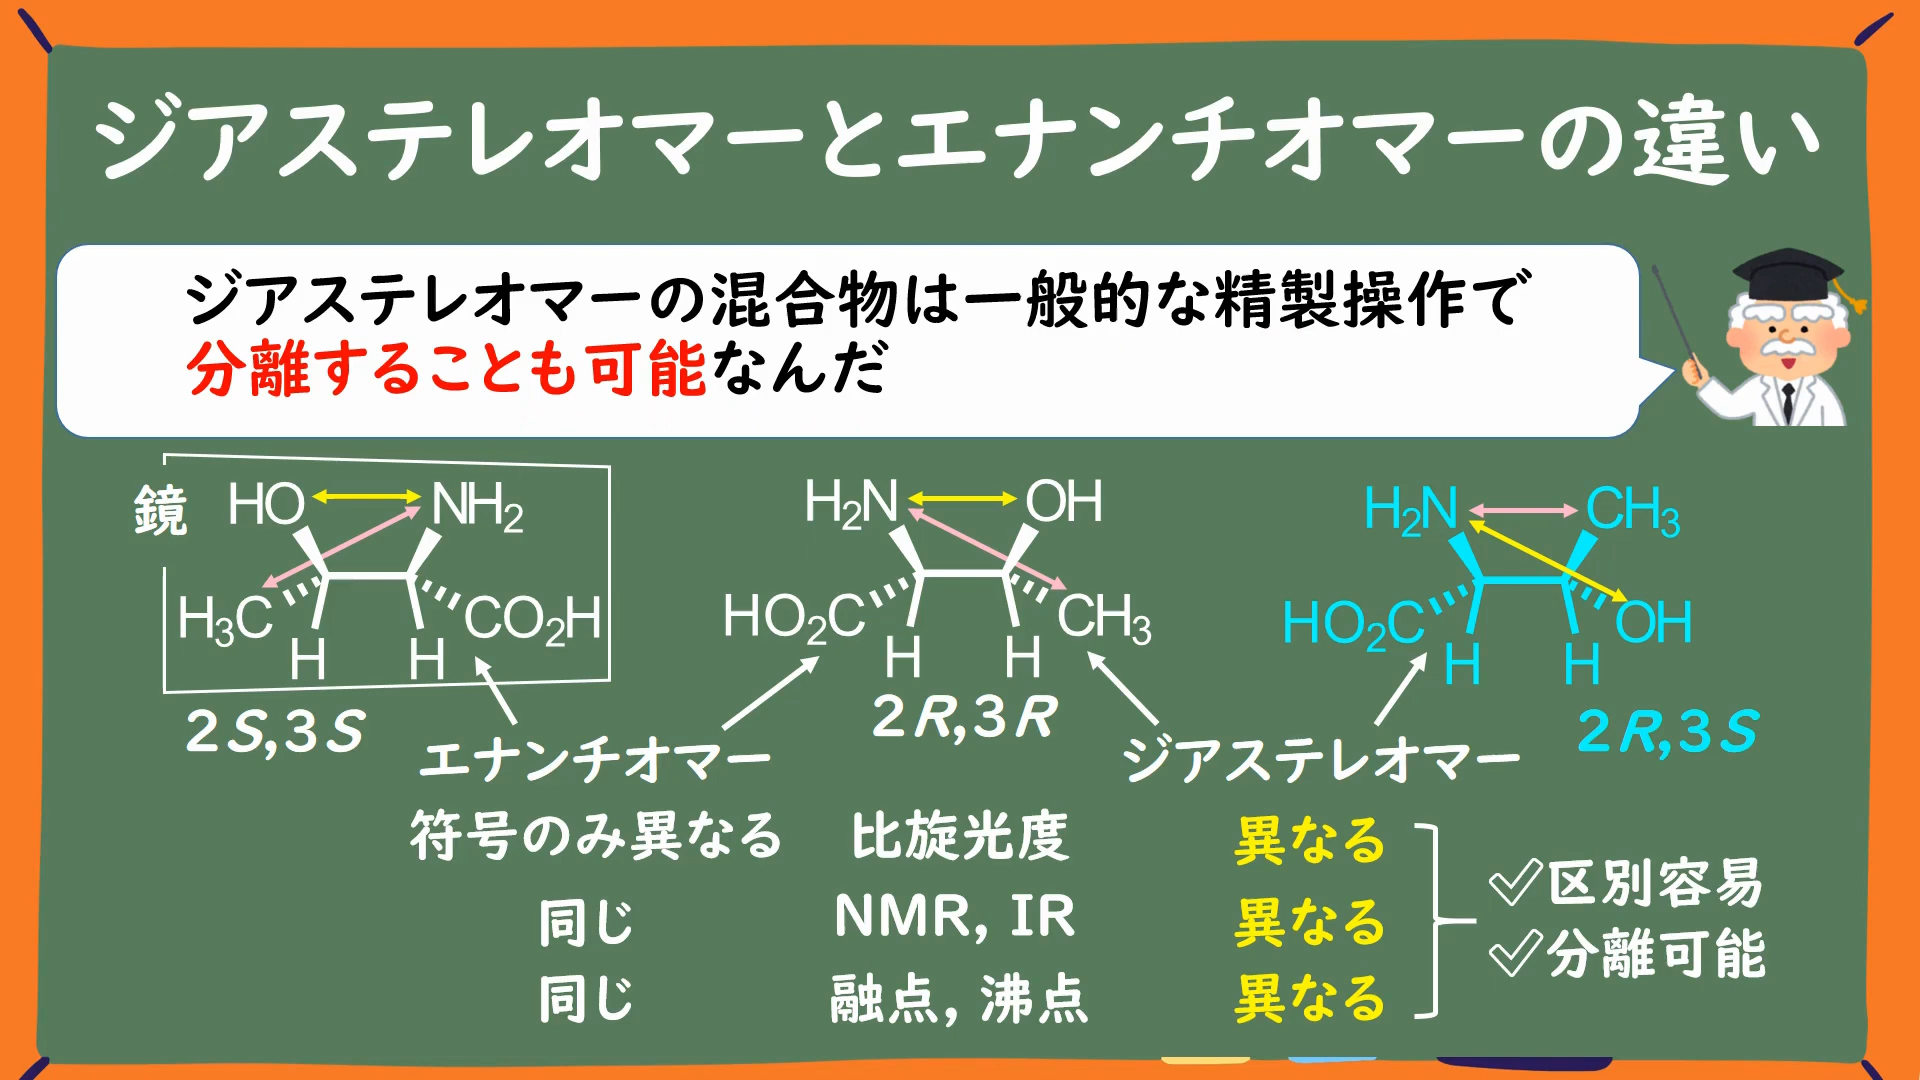 ジアステレオマーとエナンチオマーの違い
ジアステレオマーの混合物は一般的な精製操作で
分離することも可能なんだ
鏡
HO NH2
H3C CO2H
H H
2S,3S
H2N OH
HO2C CH3
H H
2R,3R
H2N CH3
HO2C OH
H H
2R,3S
エナンチオマー ジアステレオマー
符号のみ異なる 比旋光度 異なる
同じ NMR, IR 異なる
同じ 融点, 沸点 異なる
✓区別容易
✓分離可能